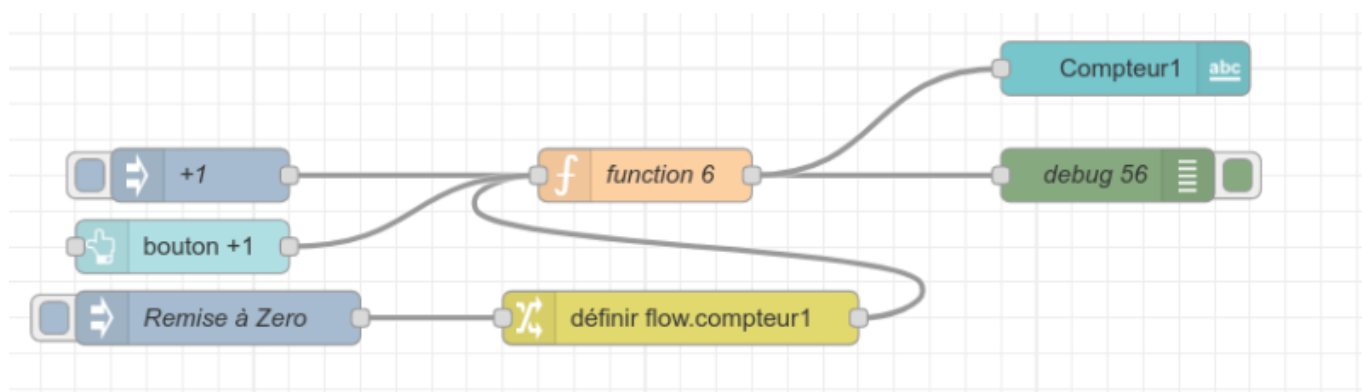 Compteur1 abc
+1 function 6 debug 56
bouton +1
Remise à Zero définir flow.compteur1